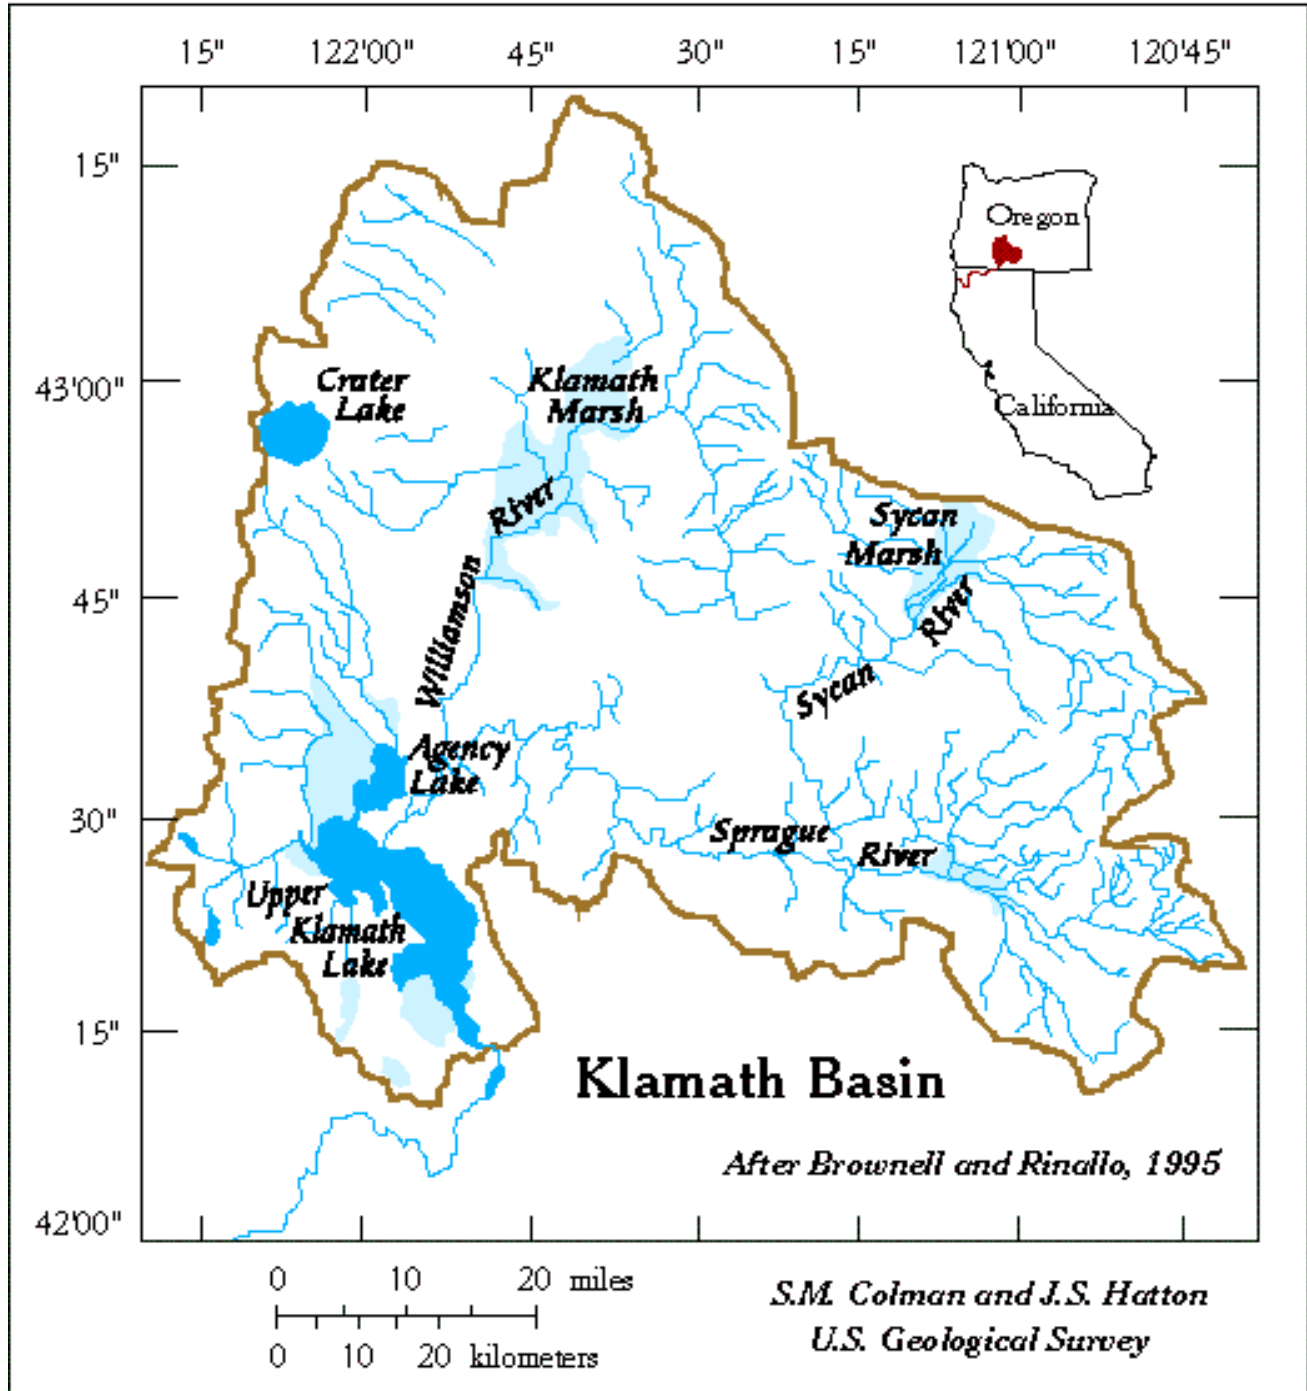 15" 122'00" 45" 30" 15" 121'00" 120'45"
15"
Oregon
43'00"
Crater
Lake
Klamath
Marsh
California
River
Sycan
Marsh
45"
Williamson
River
Sycan
Agency
Lake
30"
Sprague
River
Upper
Klamath
Lake
15"
Klamath Basin
After Brownell and Rinallo, 1995
42'00"
0 10 20 miles
0 10 20 kilometers
S.M. Colman and J.S. Hatton
U.S. Geological Survey